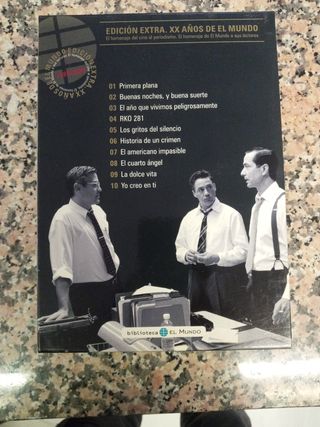 EDICIÓN EXTRA. XX AÑOS DE EL MUNDO
El homenaje del cine al periodismo. El homenaje de El Mundo a sus lectores
01 Primera plana
02 Buenas noches, y buena suerte
03 El año que vivimos peligrosamente
04 RKO 281
05 Los gritos del silencio
06 Historia de un crimen
07 El americano impasible
08 El cuarto ángel
09 La dolce vita
10 Yo creo en ti
biblioteca EL MUNDO